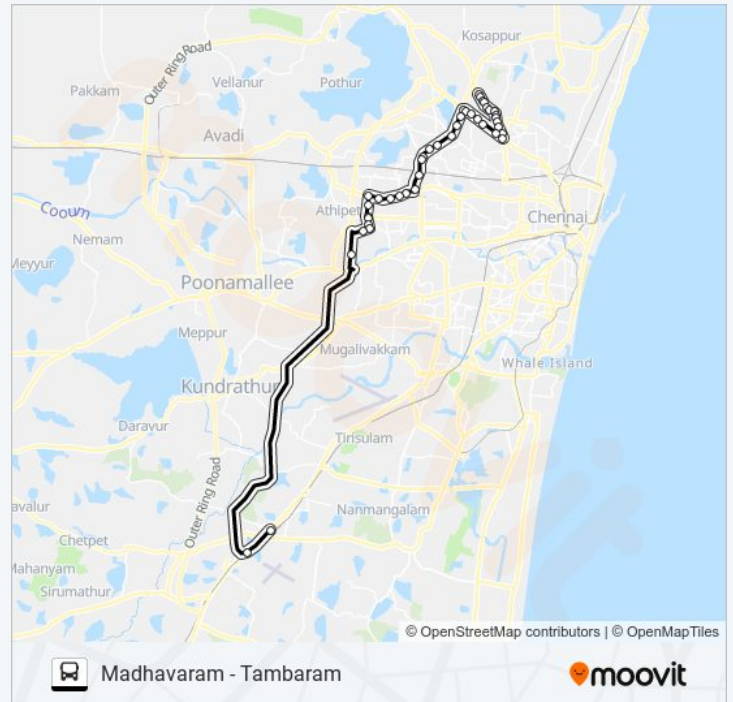 Kosappur
Outer Ring Road
Vellanur
Pothur
Pakkam
Avadi
Cooum
Athipet
Chennai
Nemam
Meyyur
Poonamallee
Meppur
Mugalivakkam
Whale Island
Kundrathur
Daravur
Tirisulam
Outer Ring Road
avalur
Nanmangalam
Chetpet
Mahanyam
Sirumathur
© OpenStreetMap contributors | © OpenMapTiles
Madhavaram - Tambaram
moovit